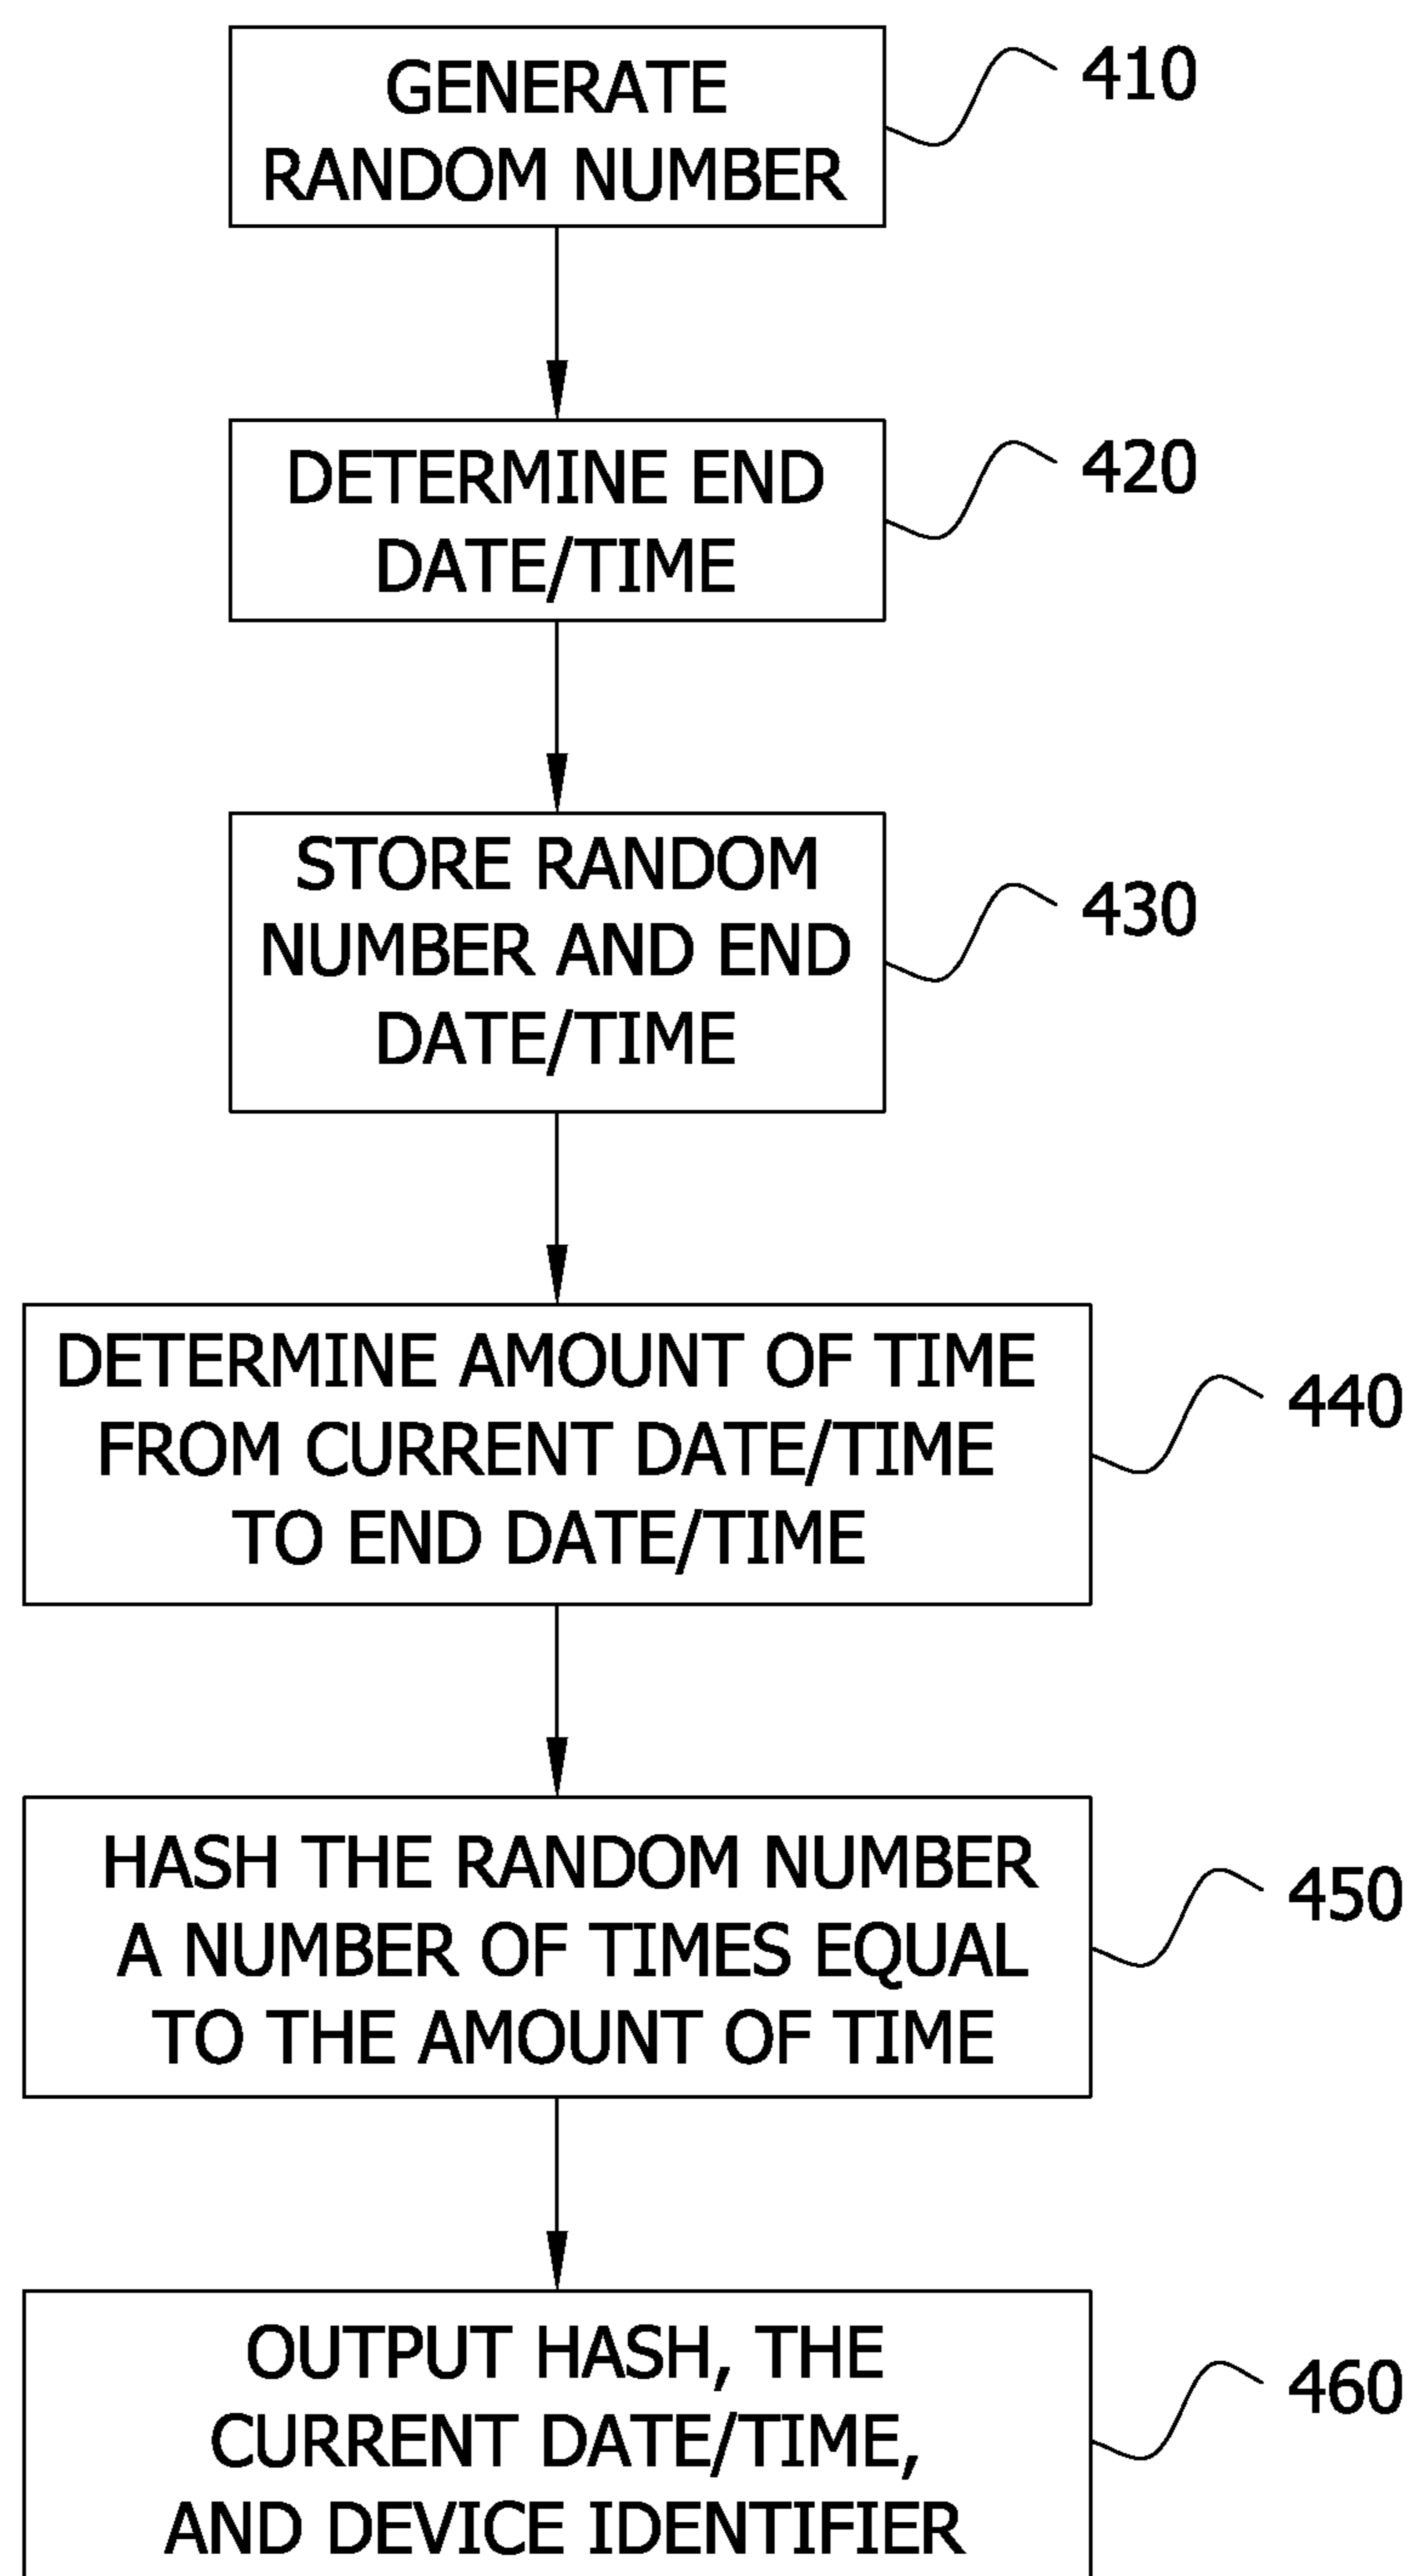 GENERATE
RANDOM NUMBER
410
DETERMINE END
DATE/TIME
420
STORE RANDOM
NUMBER AND END
DATE/TIME
430
DETERMINE AMOUNT OF TIME
FROM CURRENT DATE/TIME
TO END DATE/TIME
440
HASH THE RANDOM NUMBER
A NUMBER OF TIMES EQUAL
TO THE AMOUNT OF TIME
450
OUTPUT HASH, THE
CURRENT DATE/TIME,
AND DEVICE IDENTIFIER
460